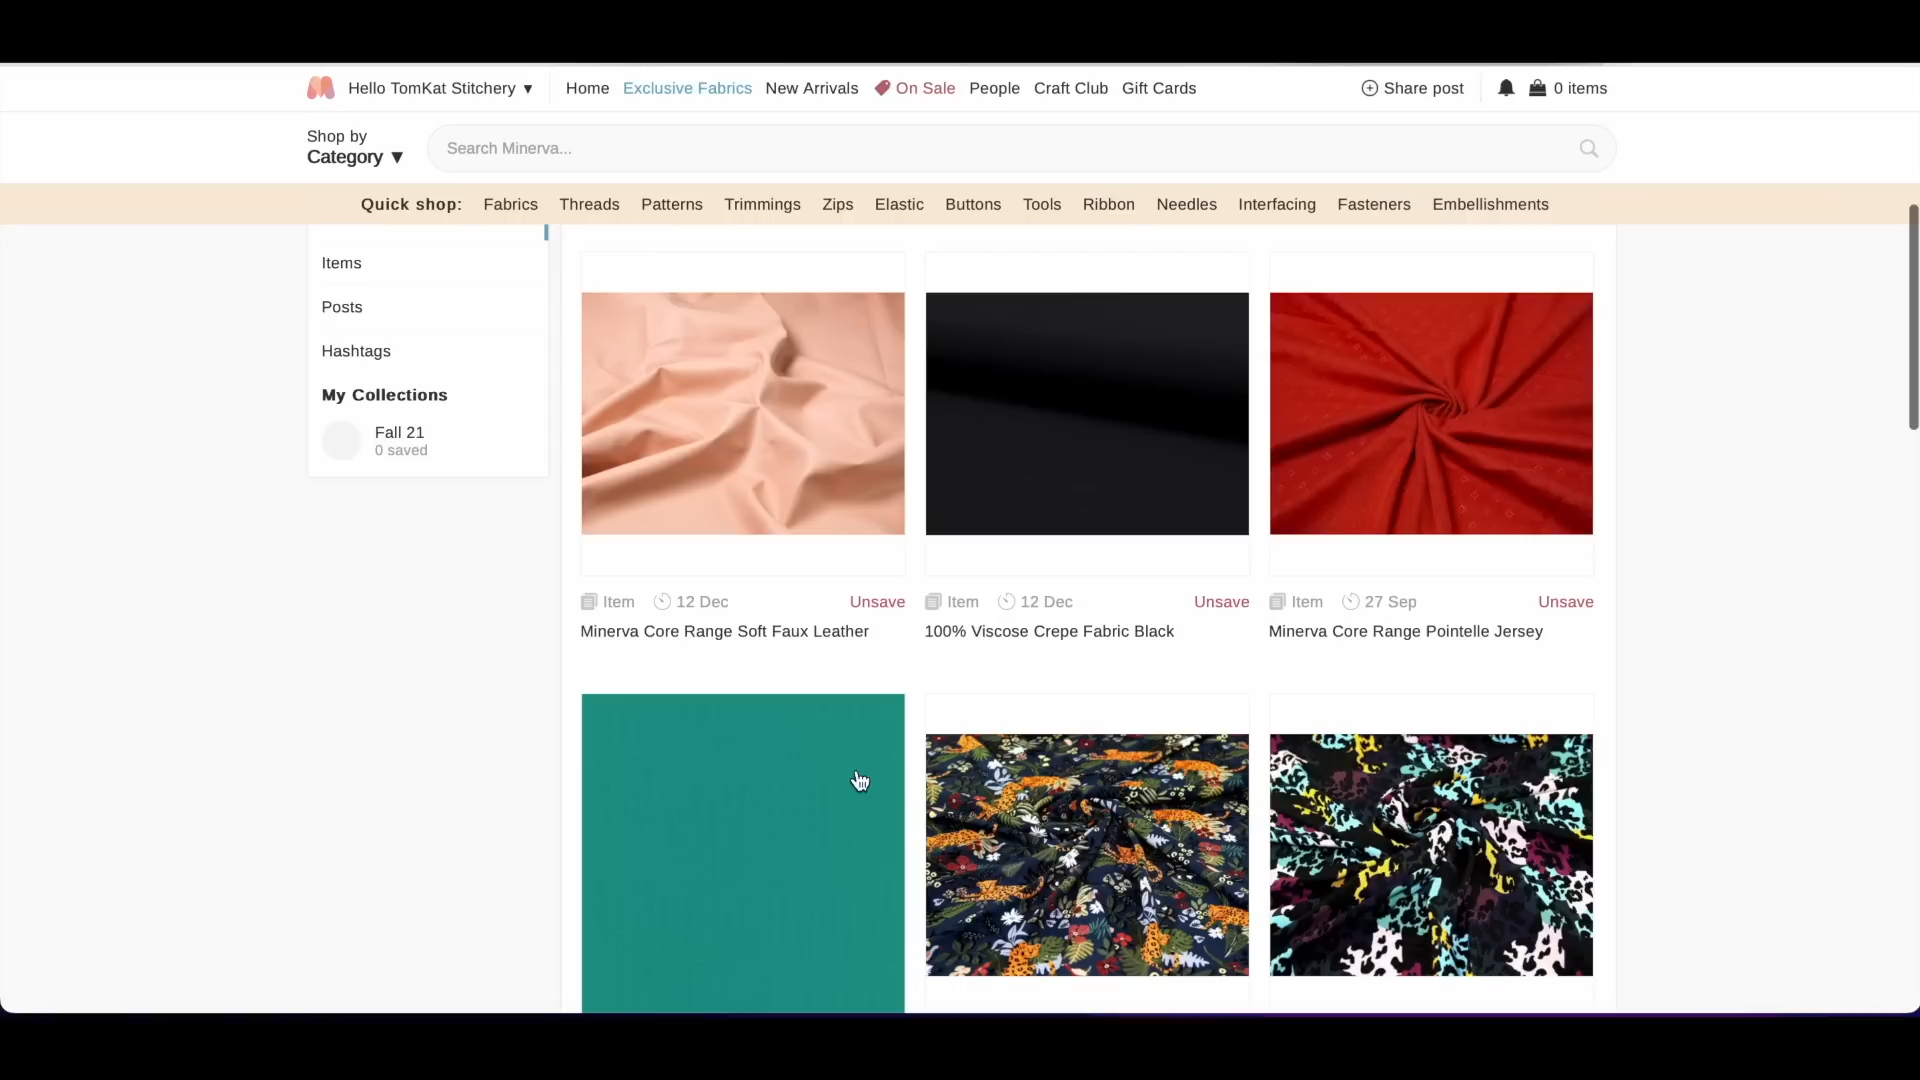 Hello TomKat Stitchery ▼ Home Exclusive Fabrics New Arrivals On Sale People Craft Club Gift Cards Share post 0 items
Shop by
Category ▼
Search Minerva...
Quick shop: Fabrics Threads Patterns Trimmings Zips Elastic Buttons Tools Ribbon Needles Interfacing Fasteners Embellishments
Items
Posts
Hashtags
My Collections
Fall 21
0 saved
Item 12 Dec Unsave
Minerva Core Range Soft Faux Leather
Item 12 Dec Unsave
100% Viscose Crepe Fabric Black
Item 27 Sep Unsave
Minerva Core Range Pointelle Jersey